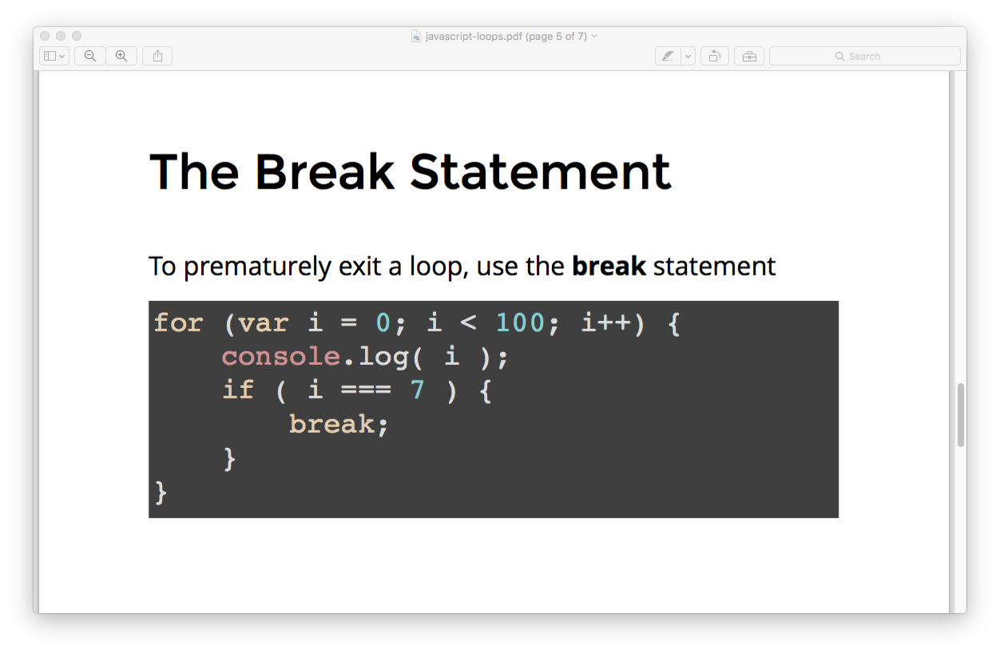 javascript-loops.pdf (page 5 of 7)
Search
The Break Statement
To prematurely exit a loop, use the break statement
for (var i = 0; i < 100; i++) {
    console.log( i );
    if ( i === 7 ) {
        break;
    }
}